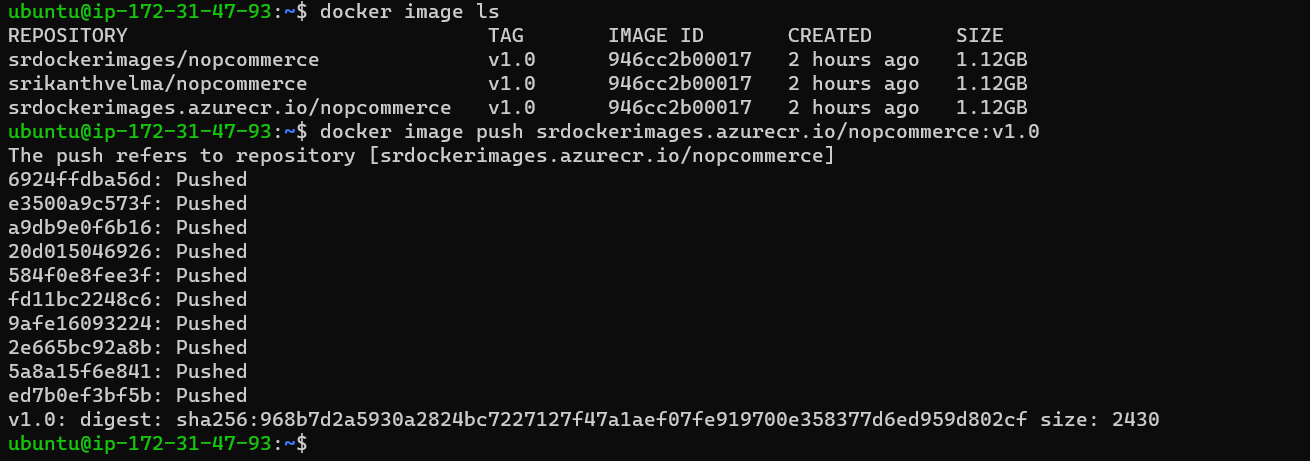 ubuntu@ip-172-31-47-93:~$ docker image ls
REPOSITORY TAG IMAGE ID CREATED SIZE
srdockerimages/nopcommerce v1.0 946cc2b00017 2 hours ago 1.12GB
srikanthvelma/nopcommerce v1.0 946cc2b00017 2 hours ago 1.12GB
srdockerimages.azurecr.io/nopcommerce v1.0 946cc2b00017 2 hours ago 1.12GB
ubuntu@ip-172-31-47-93:~$ docker image push srdockerimages.azurecr.io/nopcommerce:v1.0
The push refers to repository [srdockerimages.azurecr.io/nopcommerce]
6924ffdba56d: Pushed
e3500a9c573f: Pushed
a9db9e0f6b16: Pushed
20d015046926: Pushed
584f0e8fee3f: Pushed
fd11bc2248c6: Pushed
9afe16093224: Pushed
2e665bc92a8b: Pushed
5a8a15f6e841: Pushed
ed7b0ef3bf5b: Pushed
v1.0: digest: sha256:968b7d2a5930a2824bc7227127f47a1aef07fe919700e358377d6ed959d802cf size: 2430
ubuntu@ip-172-31-47-93:~$